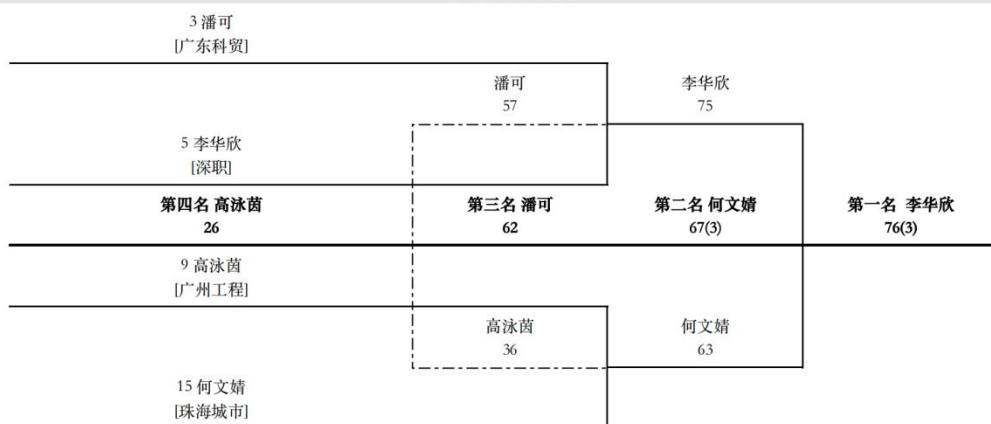 3 潘可
[广东科贸]
潘可
57
李华欣
75
5 李华欣
[深职]
第四名 高泳茵
26
第三名 潘可
62
第二名 何文婧
67(3)
第一名 李华欣
76(3)
9 高泳茵
[广州工程]
高泳茵
36
何文婧
63
15 何文婧
[珠海城市]